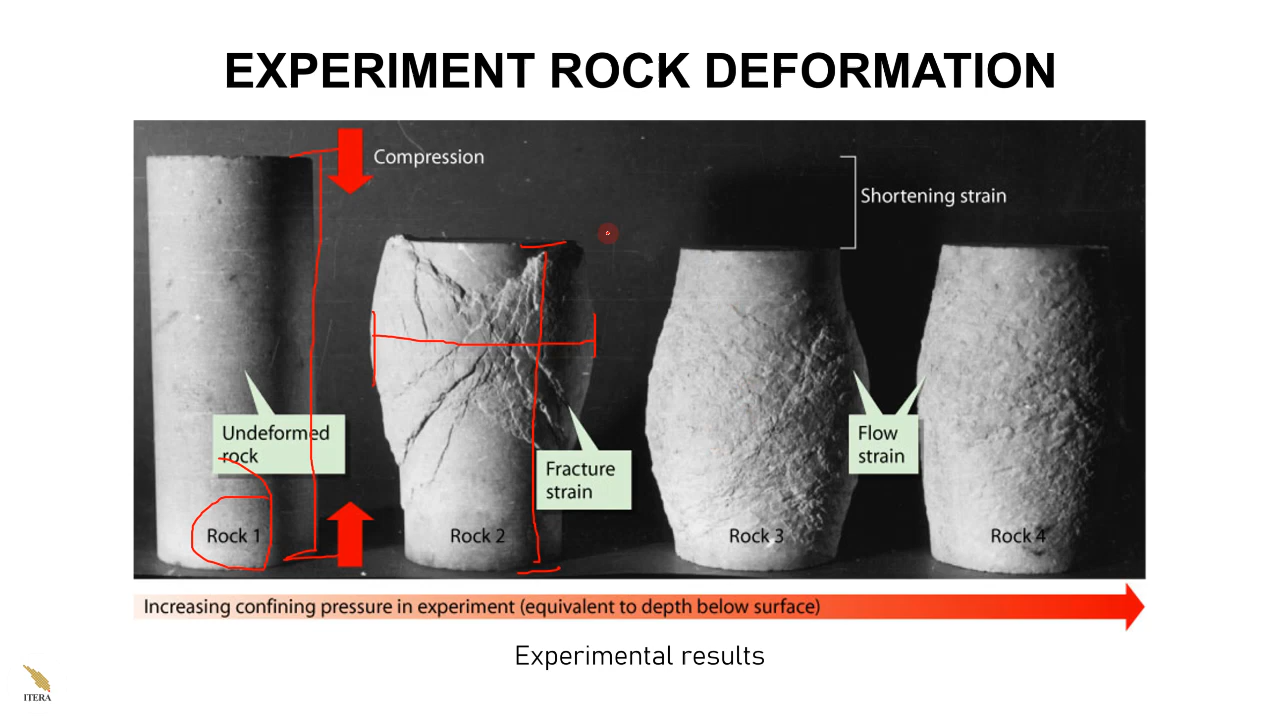 EXPERIMENT ROCK DEFORMATION
Compression
Shortening strain
Undeformed
rock
Flow
strain
Fracture
strain
Rock 1
Rock 2
Rock 3
Rock 4
Increasing confining pressure in experiment (equivalent to depth below surface)
Experimental results
ITERA